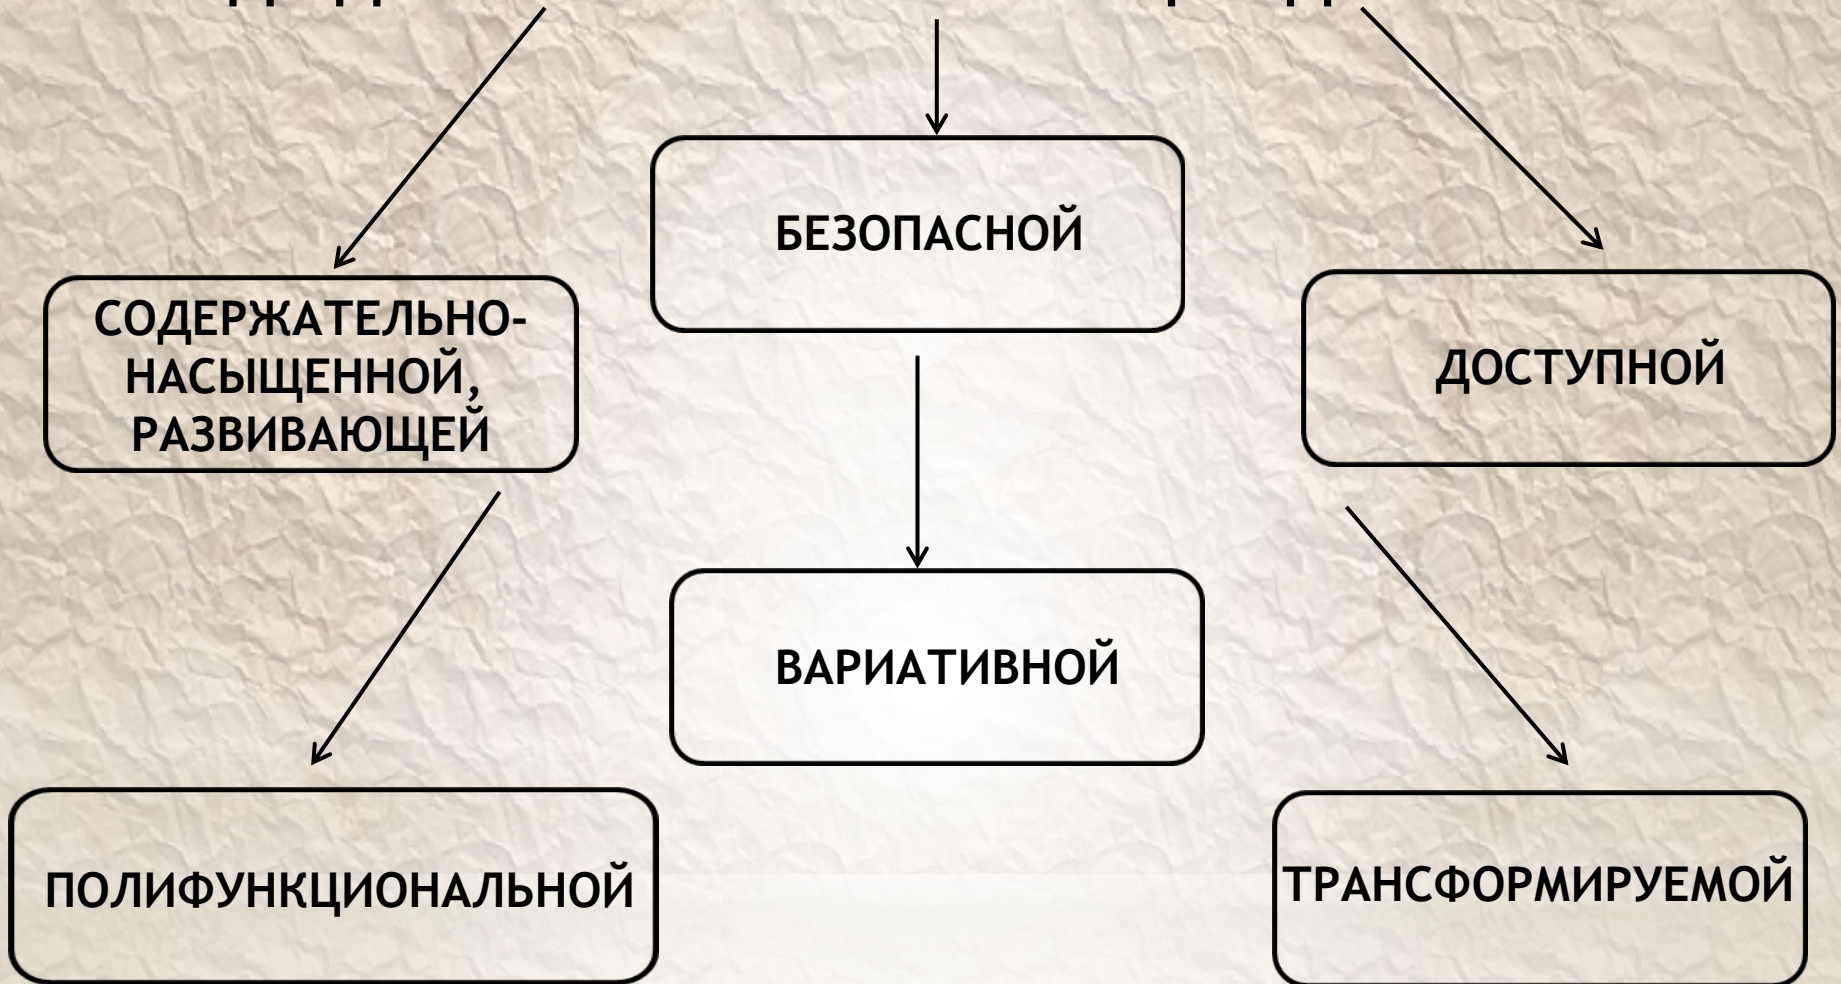 БЕЗОПАСНОЙ
СОДЕРЖАТЕЛЬНО-
НАСЫЩЕННОЙ,
РАЗВИВАЮЩЕЙ
ДОСТУПНОЙ
ВАРИАТИВНОЙ
ПОЛИФУНКЦИОНАЛЬНОЙ
ТРАНСФОРМИРУЕМОЙ